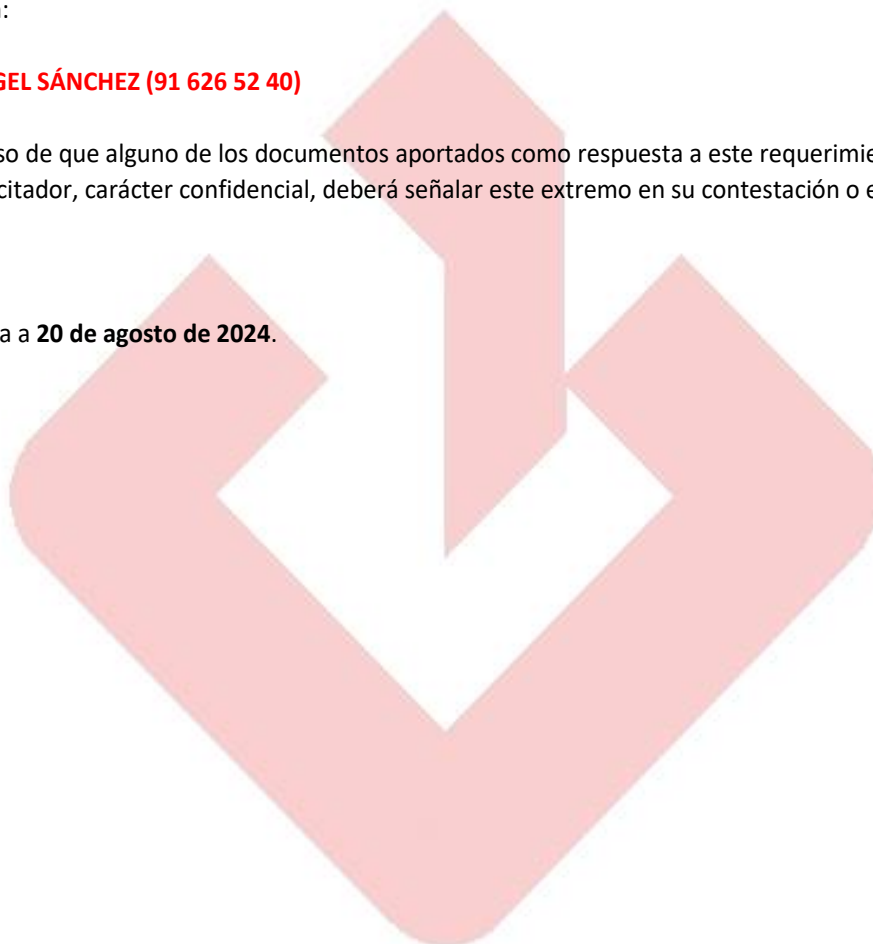 :
GEL SÁNCHEZ (91 626 52 40)
so de que alguno de los documentos aportados como respuesta a este requerimie
citador, carácter confidencial, deberá señalar este extremo en su contestación o e
a a 20 de agosto de 2024.